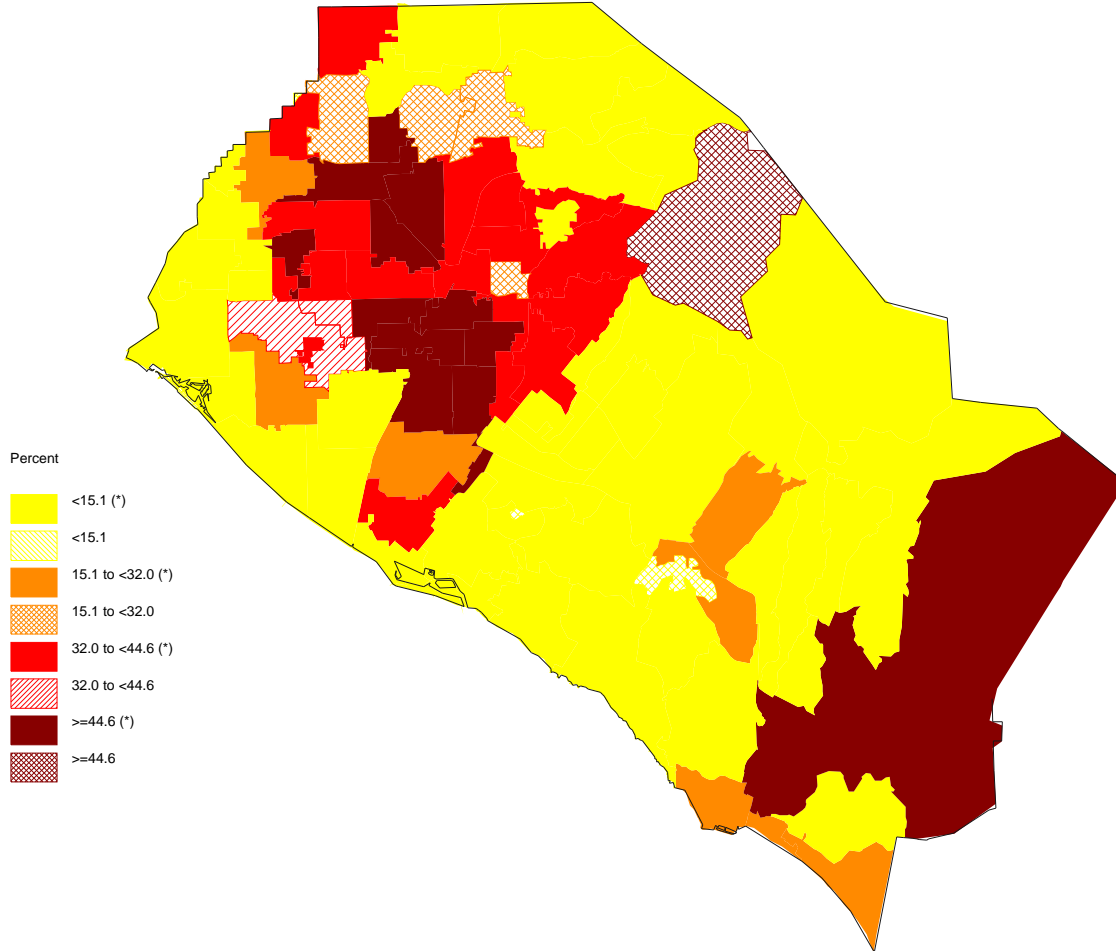 Percent
<15.1 (*)
<15.1
15.1 to <32.0 (*)
15.1 to <32.0
32.0 to <44.6 (*)
32.0 to <44.6
>=44.6 (*)
>=44.6